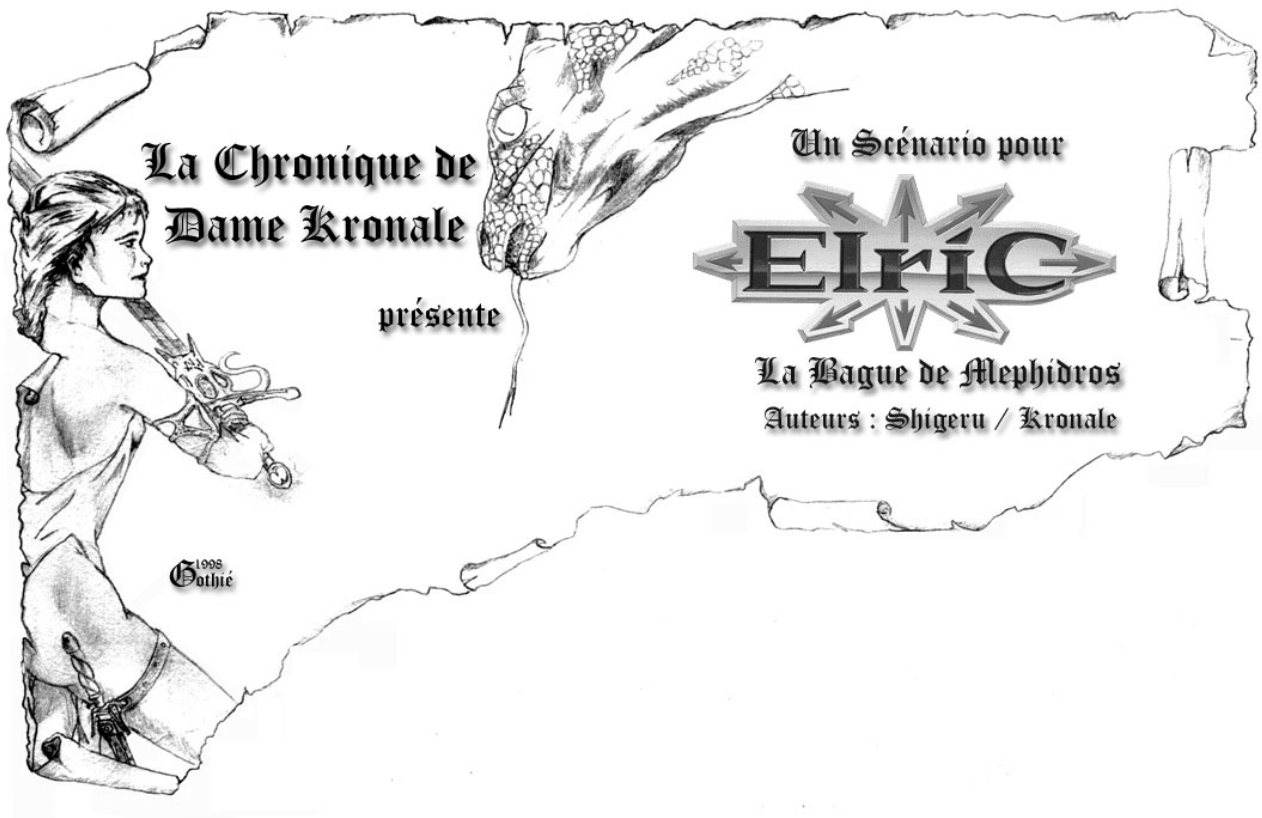 La Chronique de
Dame Kronale
présente
Un Scénario pour
Elric
La Bague de Mephidros
Auteurs : Shigeru / Kronale
1998
Gothié